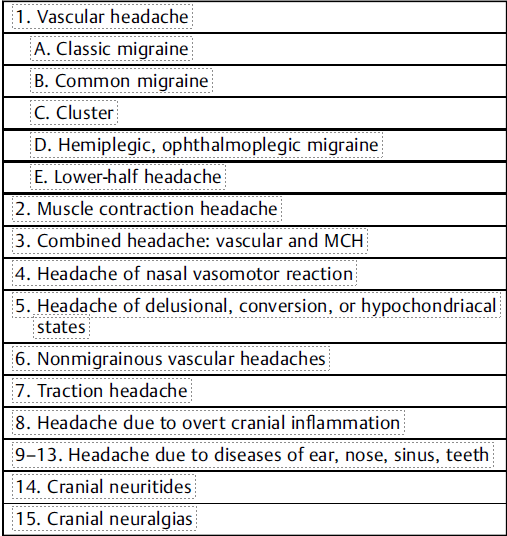 1. Vascular headache
A. Classic migraine
B. Common migraine
C. Cluster
D. Hemiplegic, ophthalmoplegic migraine
E. Lower-half headache
2. Muscle contraction headache
3. Combined headache: vascular and MCH
4. Headache of nasal vasomotor reaction
5. Headache of delusional, conversion, or hypochondriacal
states
6. Nonmigrainous vascular headaches
7. Traction headache
8. Headache due to overt cranial inflammation
9–13. Headache due to diseases of ear, nose, sinus, teeth
14. Cranial neuritides
15. Cranial neuralgias